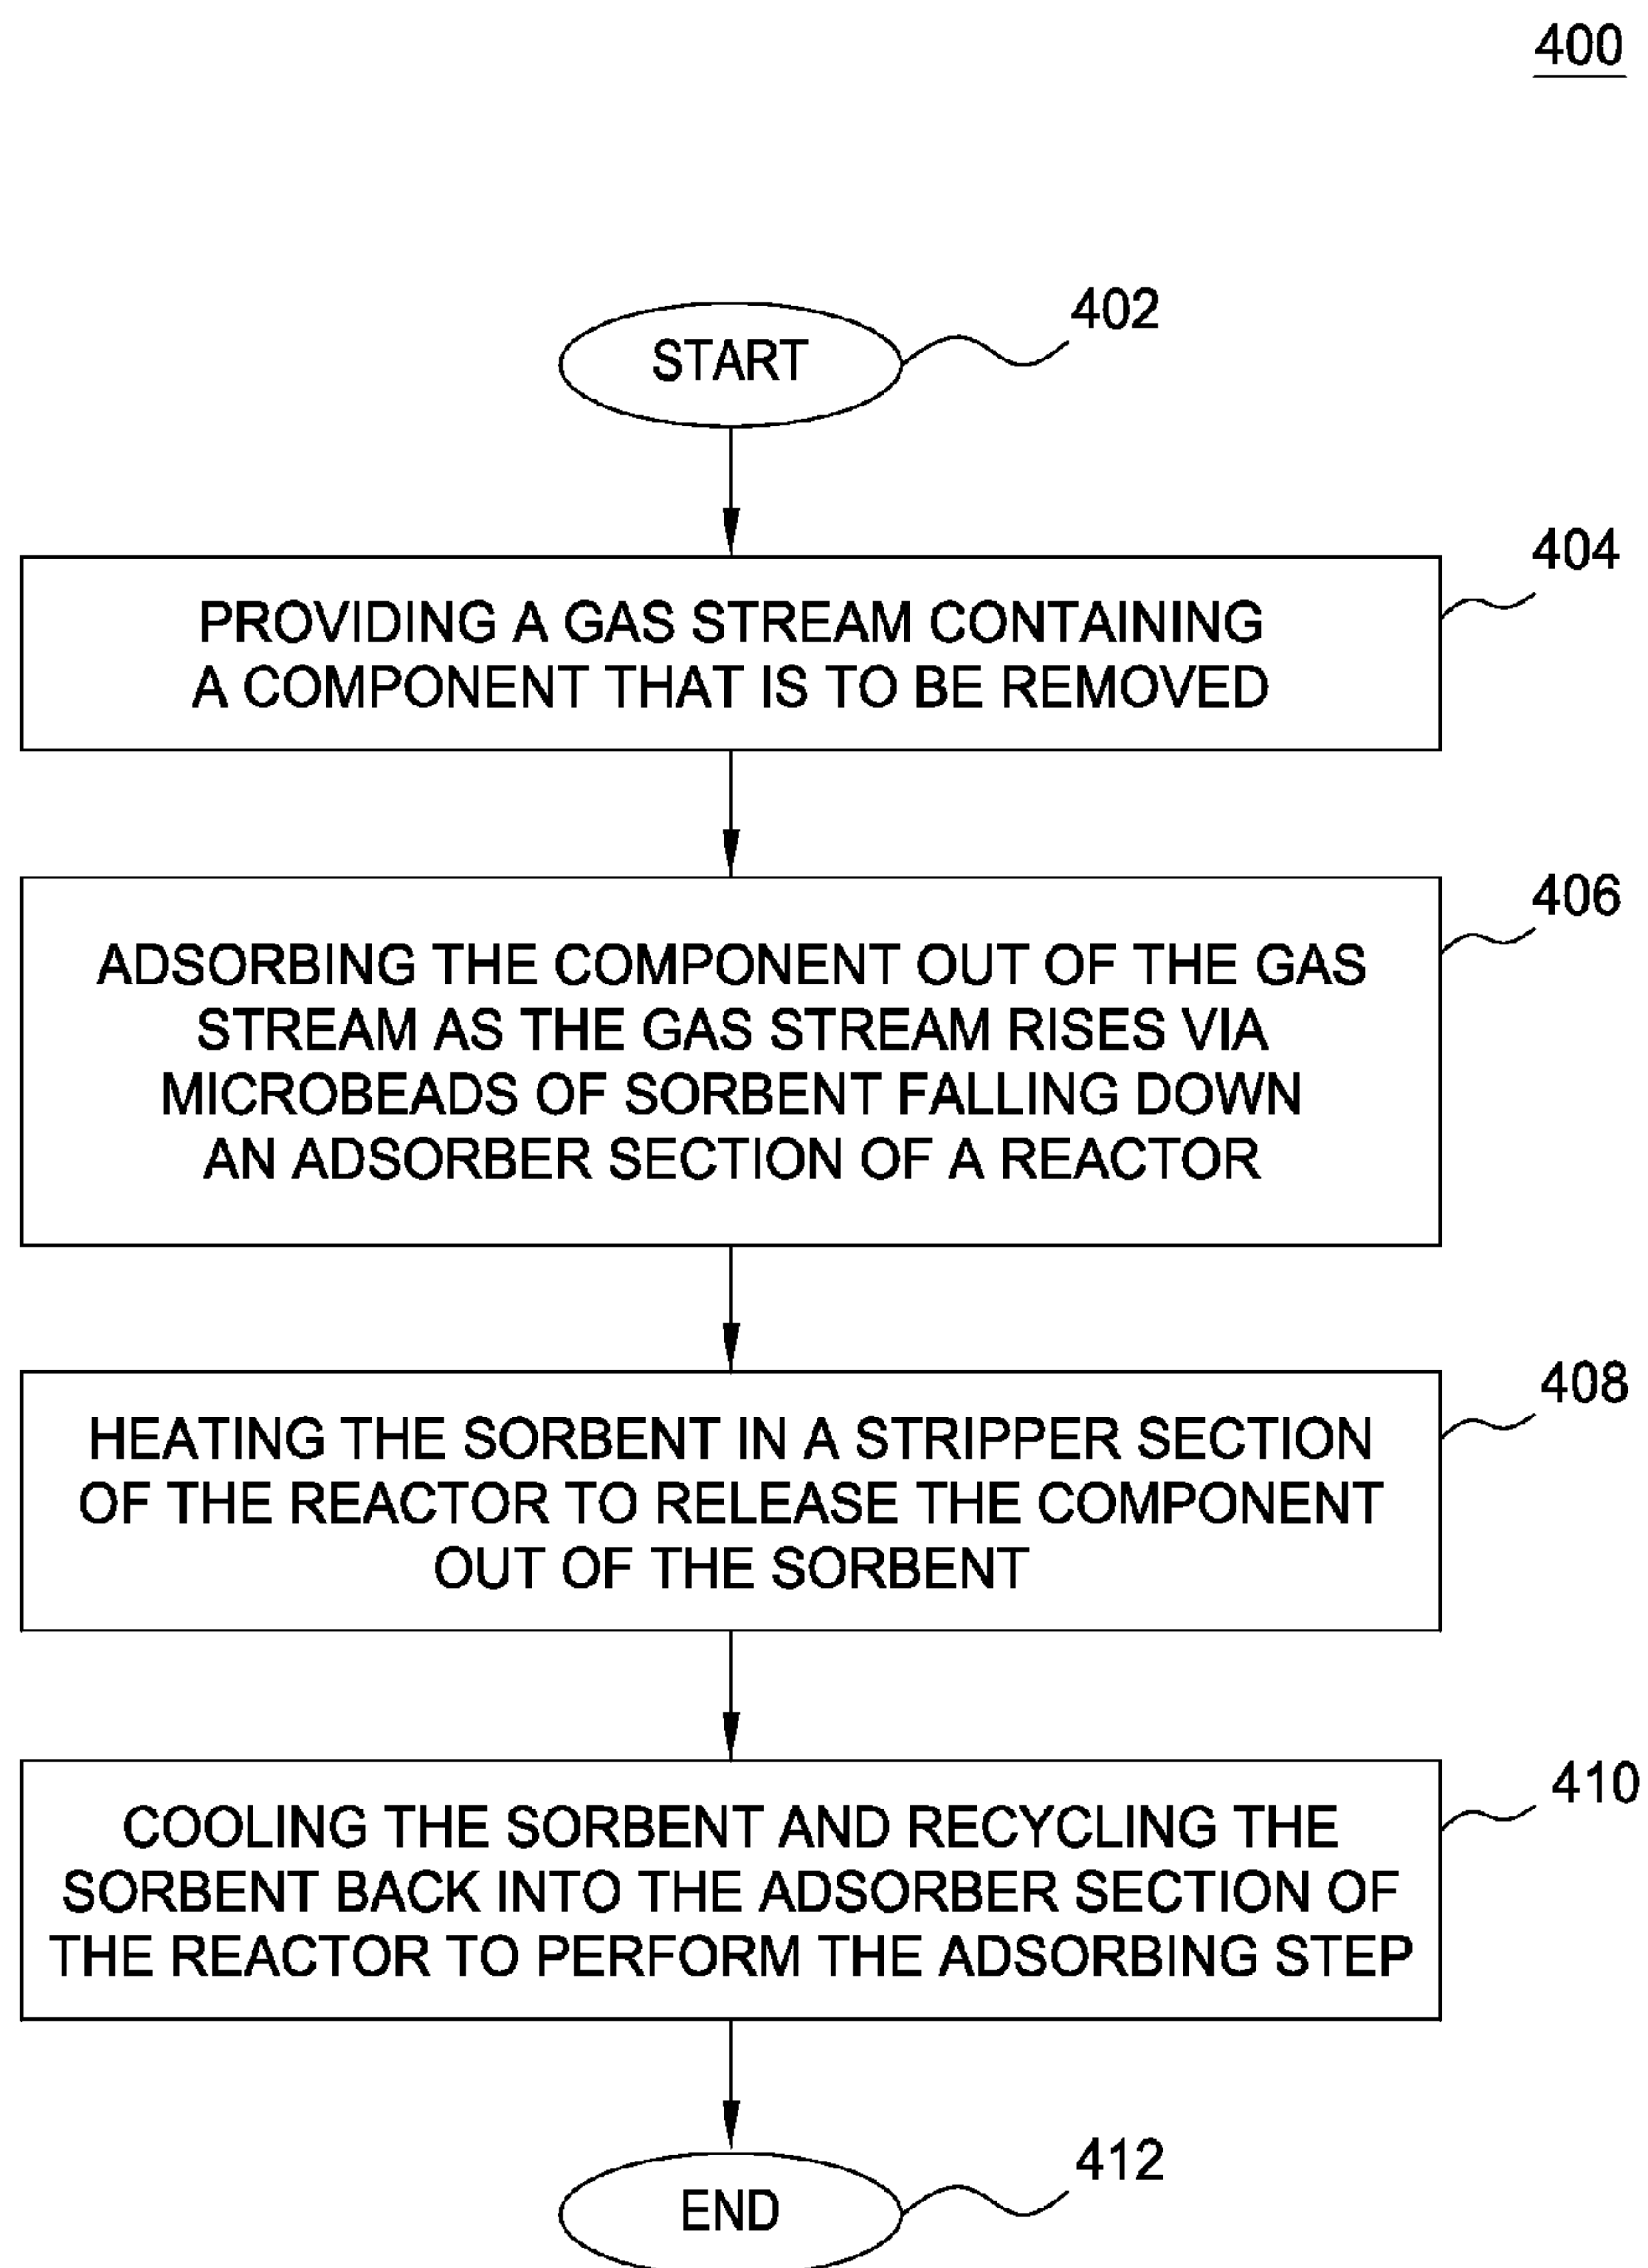 400
START
402
PROVIDING A GAS STREAM CONTAINING
A COMPONENT THAT IS TO BE REMOVED
404
ADSORBING THE COMPONENT OUT OF THE GAS
STREAM AS THE GAS STREAM RISES VIA
MICROBEADS OF SORBENT FALLING DOWN
AN ADSORBER SECTION OF A REACTOR
406
HEATING THE SORBENT IN A STRIPPER SECTION
OF THE REACTOR TO RELEASE THE COMPONENT
OUT OF THE SORBENT
408
COOLING THE SORBENT AND RECYCLING THE
SORBENT BACK INTO THE ADSORBER SECTION OF
THE REACTOR TO PERFORM THE ADSORBING STEP
410
END
412